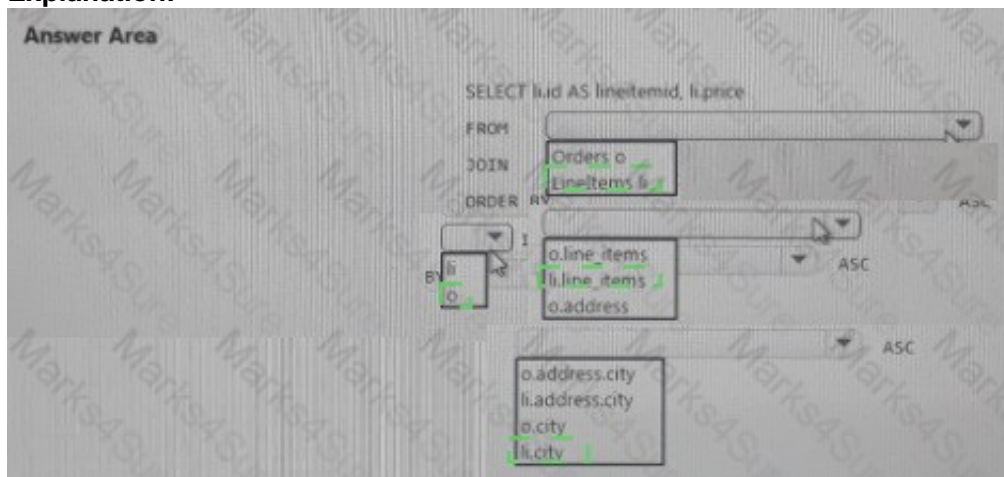 Explanation:
Answer Area
SELECT li.id AS lineitemid, li.price
FROM
JOIN
Orders o
LineItems li
ORDER BY
ASC
I
li
o
BY
o.line_items
li.line_items
o.address
ASC
ASC
o.address.city
li.address.city
o.city
li.city